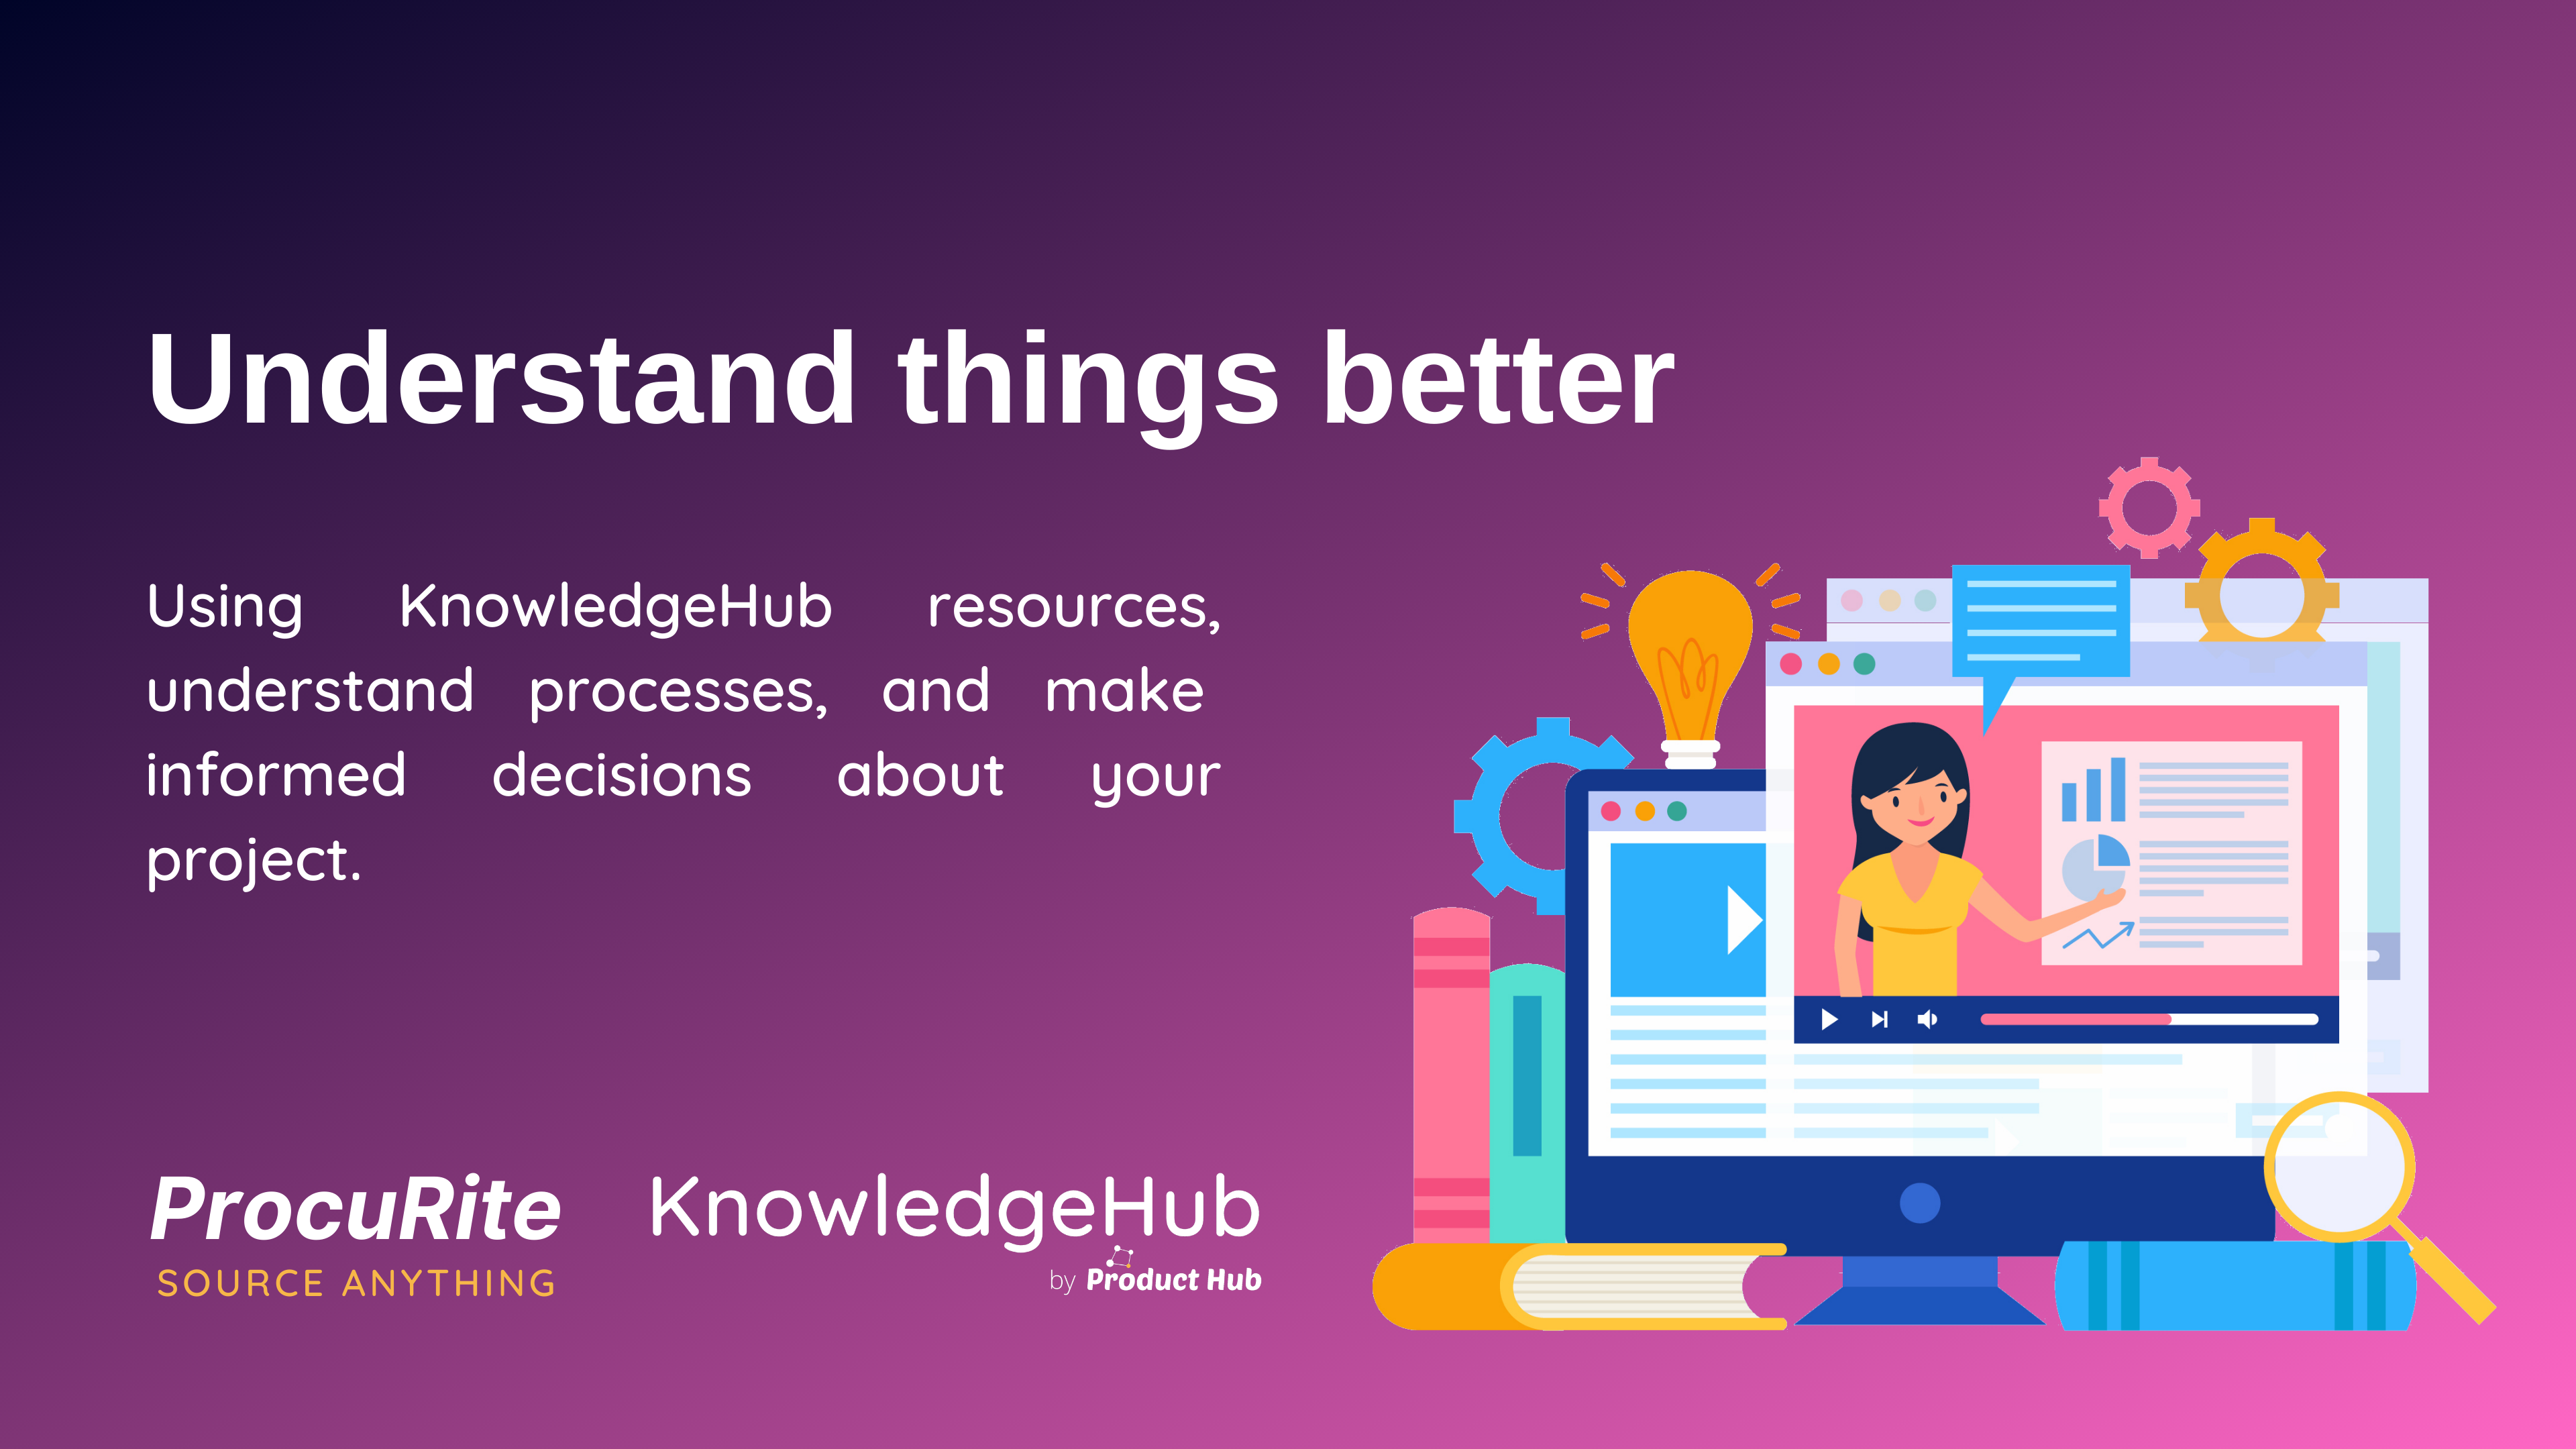 Understand things better
Using KnowledgeHub resources,
understand processes, and make
informed decisions about your
project.
ProcuRite
SOURCE ANYTHING
KnowledgeHub
by Product Hub